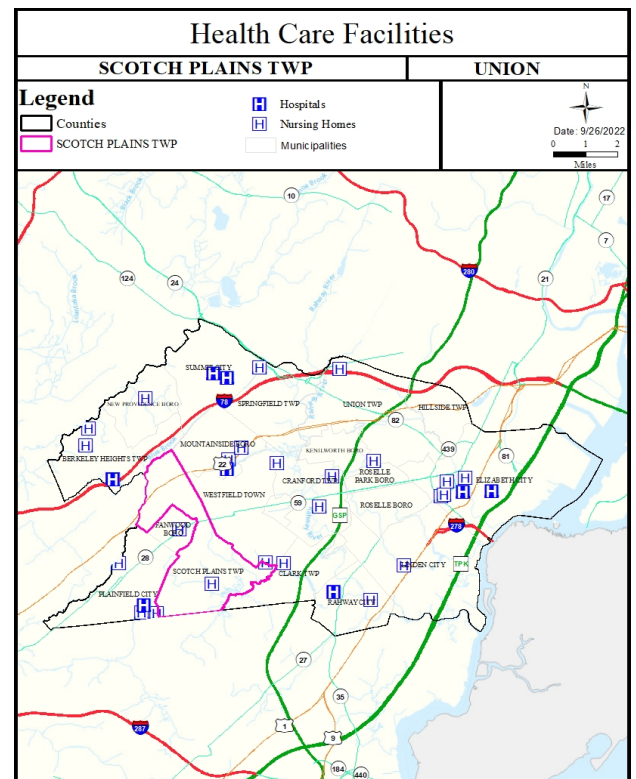 Health Care Facilities
SCOTCH PLAINS TWP
UNION
Legend
Counties
SCOTCH PLAINS TWP
H Hospitals
H Nursing Homes
Municipalities
N
Date: 9/26/2022
0 1 2
Miles
10
17
7
280
21
124
24
SUMMIT CITY
NEW PROVIDENCE BORO
78
SPRINGFIELD TWP
UNION TWP
HILLSIDE TWP
82
BERKELEY HEIGHTS TWP
MOUNTAINSIDE BORO
22
KENILWORTH BORO
439
81
WESTFIELD TOWN
CRANFORD TWP
ROSELLE
PARK BORO
ELIZABETH CITY
59
ROSELLE BORO
GSP
278
FANWOOD
BORO
28
SCOTCH PLAINS TWP
CLARK TWP
LINDEN CITY
TPK
PLAINFIELD CITY
RAHWAY CITY
27
35
287
1
9
184
440